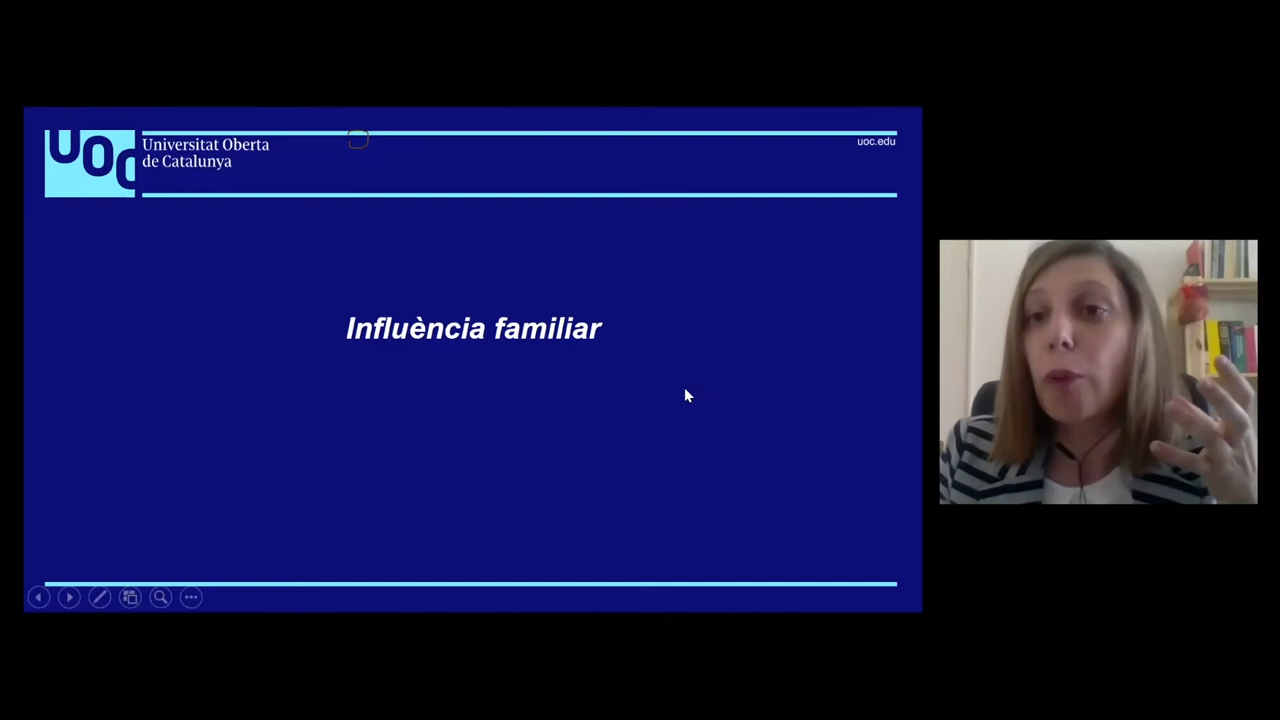 UOC
Universitat Oberta
de Catalunya
uoc.edu
Influència familiar